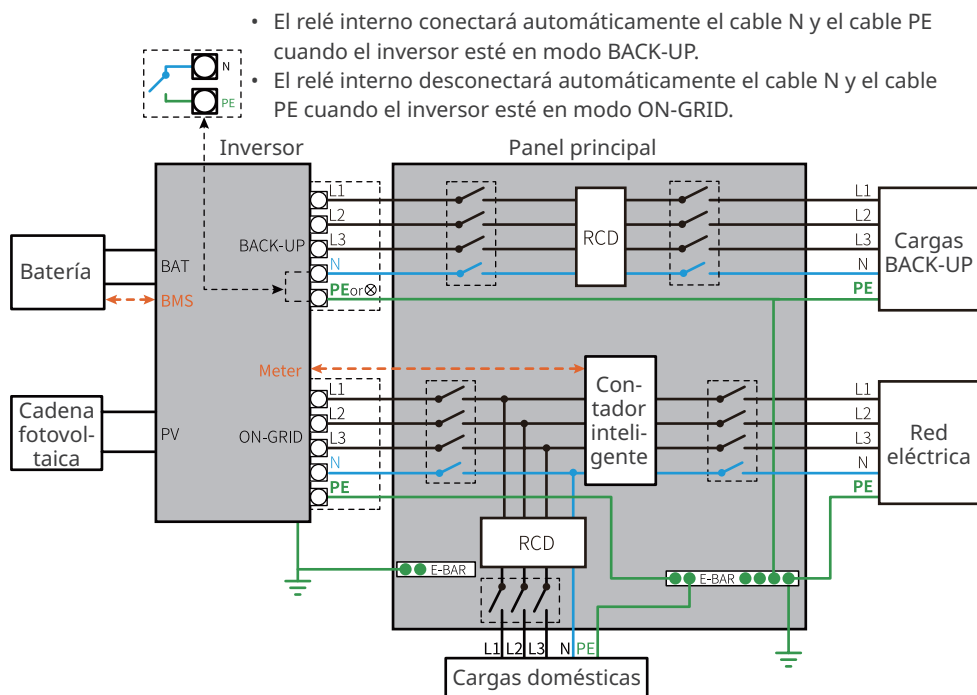 • El relé interno conectará automáticamente el cable N y el cable PE
cuando el inversor esté en modo BACK-UP.
• El relé interno desconectará automáticamente el cable N y el cable
PE cuando el inversor esté en modo ON-GRID.
N
PE
Inversor
Panel principal
L1
L2
L3
N
PEor⊗
BACK-UP
RCD
L1
L2
L3
N
PE
Cargas
BACK-UP
Batería
BAT
BMS
Meter
Cadena
fotovol-
taica
PV
ON-GRID
L1
L2
L3
N
PE
Con-
tador
inteli-
gente
L1
L2
L3
N
PE
Red
eléctrica
RCD
E-BAR
E-BAR
L1 L2 L3 N PE
Cargas domésticas